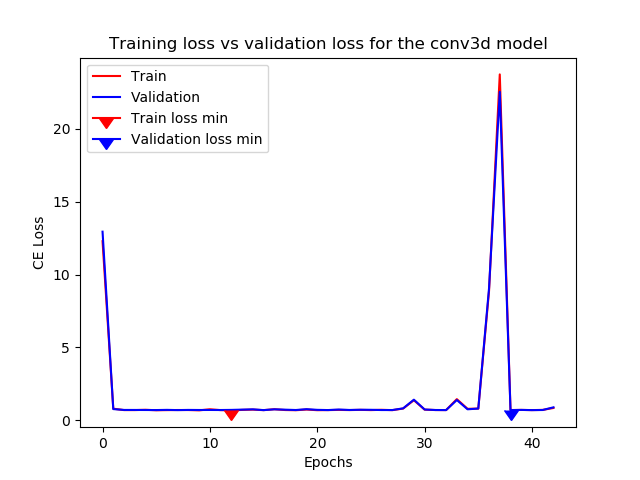 Training loss vs validation loss for the conv3d model
Train
Validation
Train loss min
Validation loss min
20
15
10
5
0
CE Loss
0
10
20
30
40
Epochs